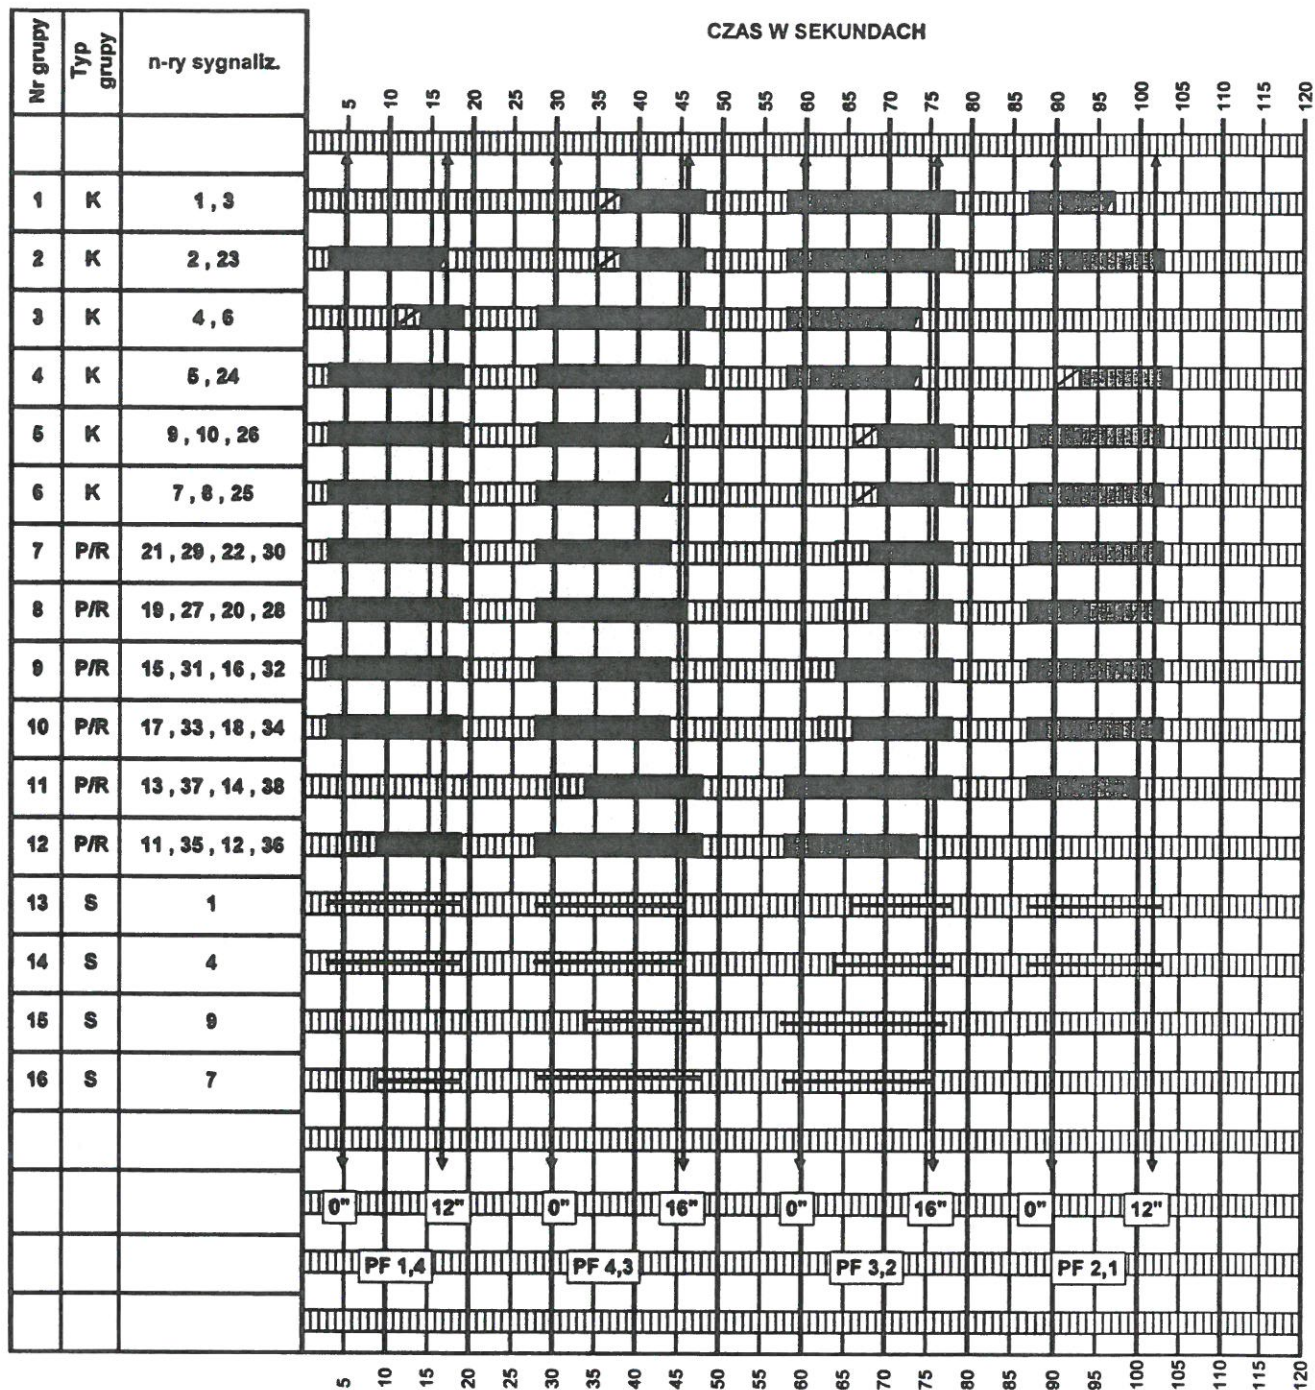 CZAS W SEKUNDACH
Nr grupy Typ grupy n-ry sygnaliz.
5 10 15 20 25 30 35 40 45 50 55 60 65 70 75 80 85 90 95 100 105 110 115 120
1 K 1 , 3
2 K 2 , 23
3 K 4 , 6
4 K 5 , 24
5 K 9 , 10 , 26
6 K 7 , 8 , 25
7 P/R 21 , 29 , 22 , 30
8 P/R 19 , 27 , 20 , 28
9 P/R 15 , 31 , 16 , 32
10 P/R 17 , 33 , 18 , 34
11 P/R 13 , 37 , 14 , 38
12 P/R 11 , 35 , 12 , 36
13 S 1
14 S 4
15 S 9
16 S 7
0" 12" 0" 16" 0" 16" 0" 12"
PF 1,4 PF 4,3 PF 3,2 PF 2,1
5 10 15 20 25 30 35 40 45 50 55 60 65 70 75 80 85 90 95 100 105 110 115 120